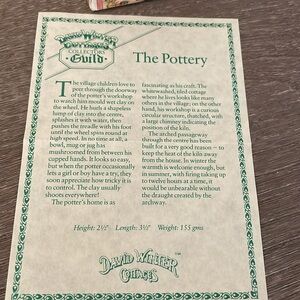 David Winter
Cottages
COLLECTORS
Guild
The Pottery
The village children love to
peer through the doorway
of the potter's workshop
to watch him mould wet clay on
the wheel. He hurls a shapeless
lump of clay into the centre,
splashes it with water, then
pushes the treadle with his foot
until the wheel spins round at
high speed. In no time at all, a
bowl, mug or jug has
mushroomed from between his
cupped hands. It looks so easy,
but when the potter occasionally
lets a girl or boy have a try, they
soon appreciate how tricky it is
to control. The clay usually
shoots everywhere!
The potter's home is as
fascinating as his craft. The
whitewashed, tiled cottage
where he lives looks like many
others in the village; on the other
hand, his workshop is a curious
conical structure, thatched, with
a large chimney indicating the
position of the kiln.
The arched passageway
through the centre has been
built for a very good reason – to
keep the heat of the kiln away
from the house. In winter the
warmth is welcome enough, but
in summer, with firing taking up
to twelve hours at a time, it
would be unbearable without
the draught created by the
archway.
Height: 2½" Length: 3½" Weight: 155 gms
DAVID WINTER
COTTAGES